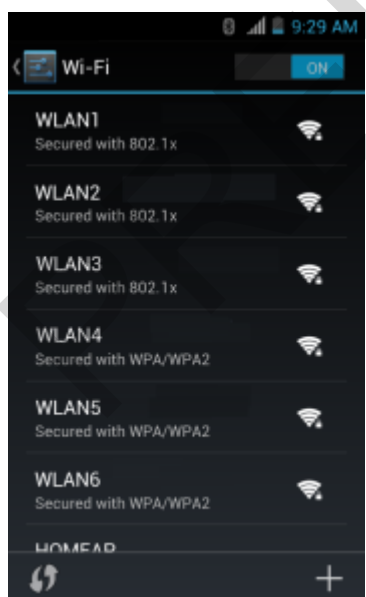 9:29 AM
Wi-Fi
ON
WLAN1
Secured with 802.1x
WLAN2
Secured with 802.1x
WLAN3
Secured with 802.1x
WLAN4
Secured with WPA/WPA2
WLAN5
Secured with WPA/WPA2
WLAN6
Secured with WPA/WPA2